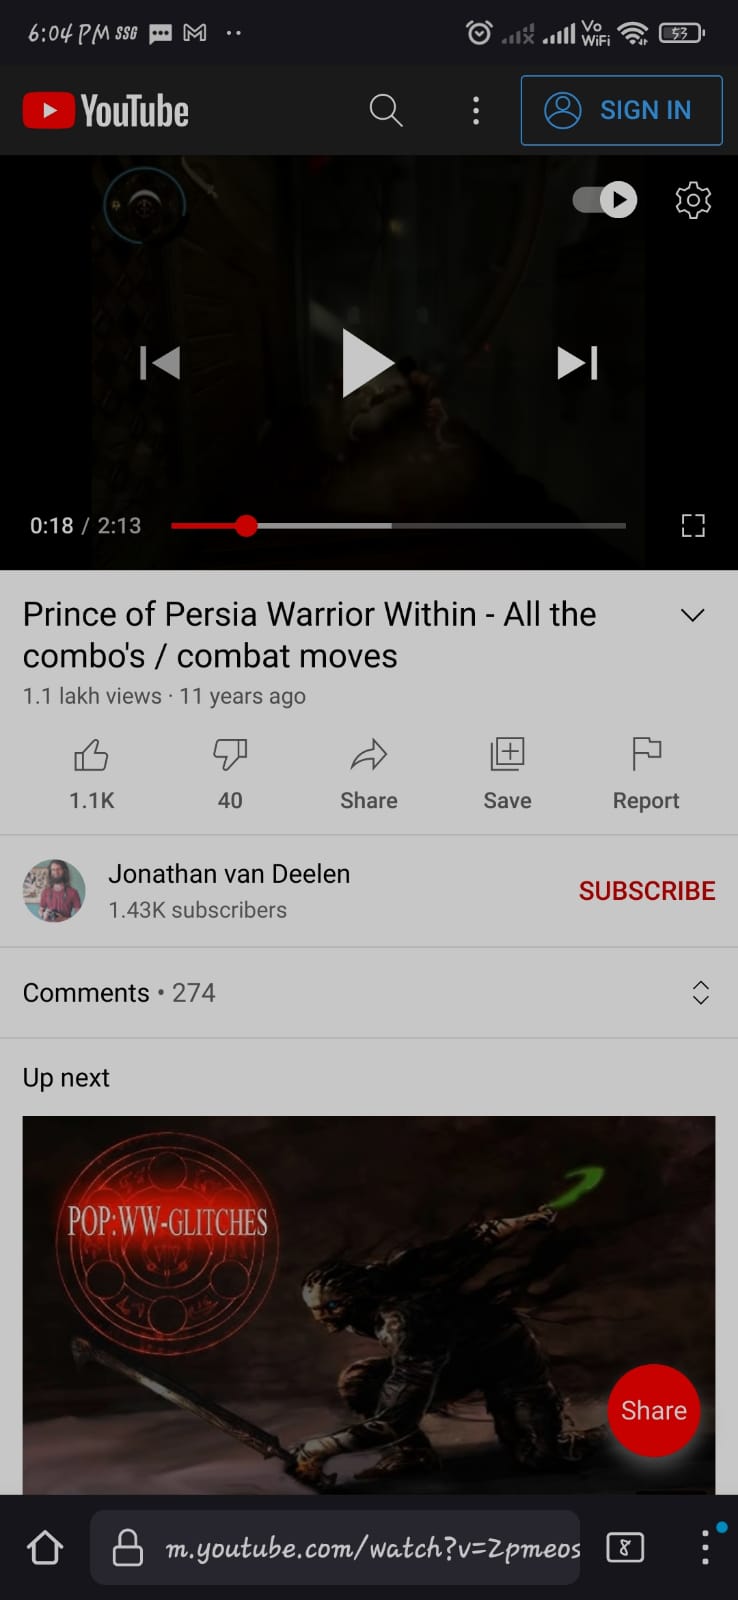 6:04 PM SSG
Vo
WiFi
53
YouTube
SIGN IN
0:18 / 2:13
Prince of Persia Warrior Within - All the
combo's / combat moves
1.1 lakh views · 11 years ago
1.1K
40
Share
Save
Report
Jonathan van Deelen
1.43K subscribers
SUBSCRIBE
Comments • 274
Up next
POP:WW-GLITCHES
Share
m.youtube.com/watch?v=Zpmeos
8